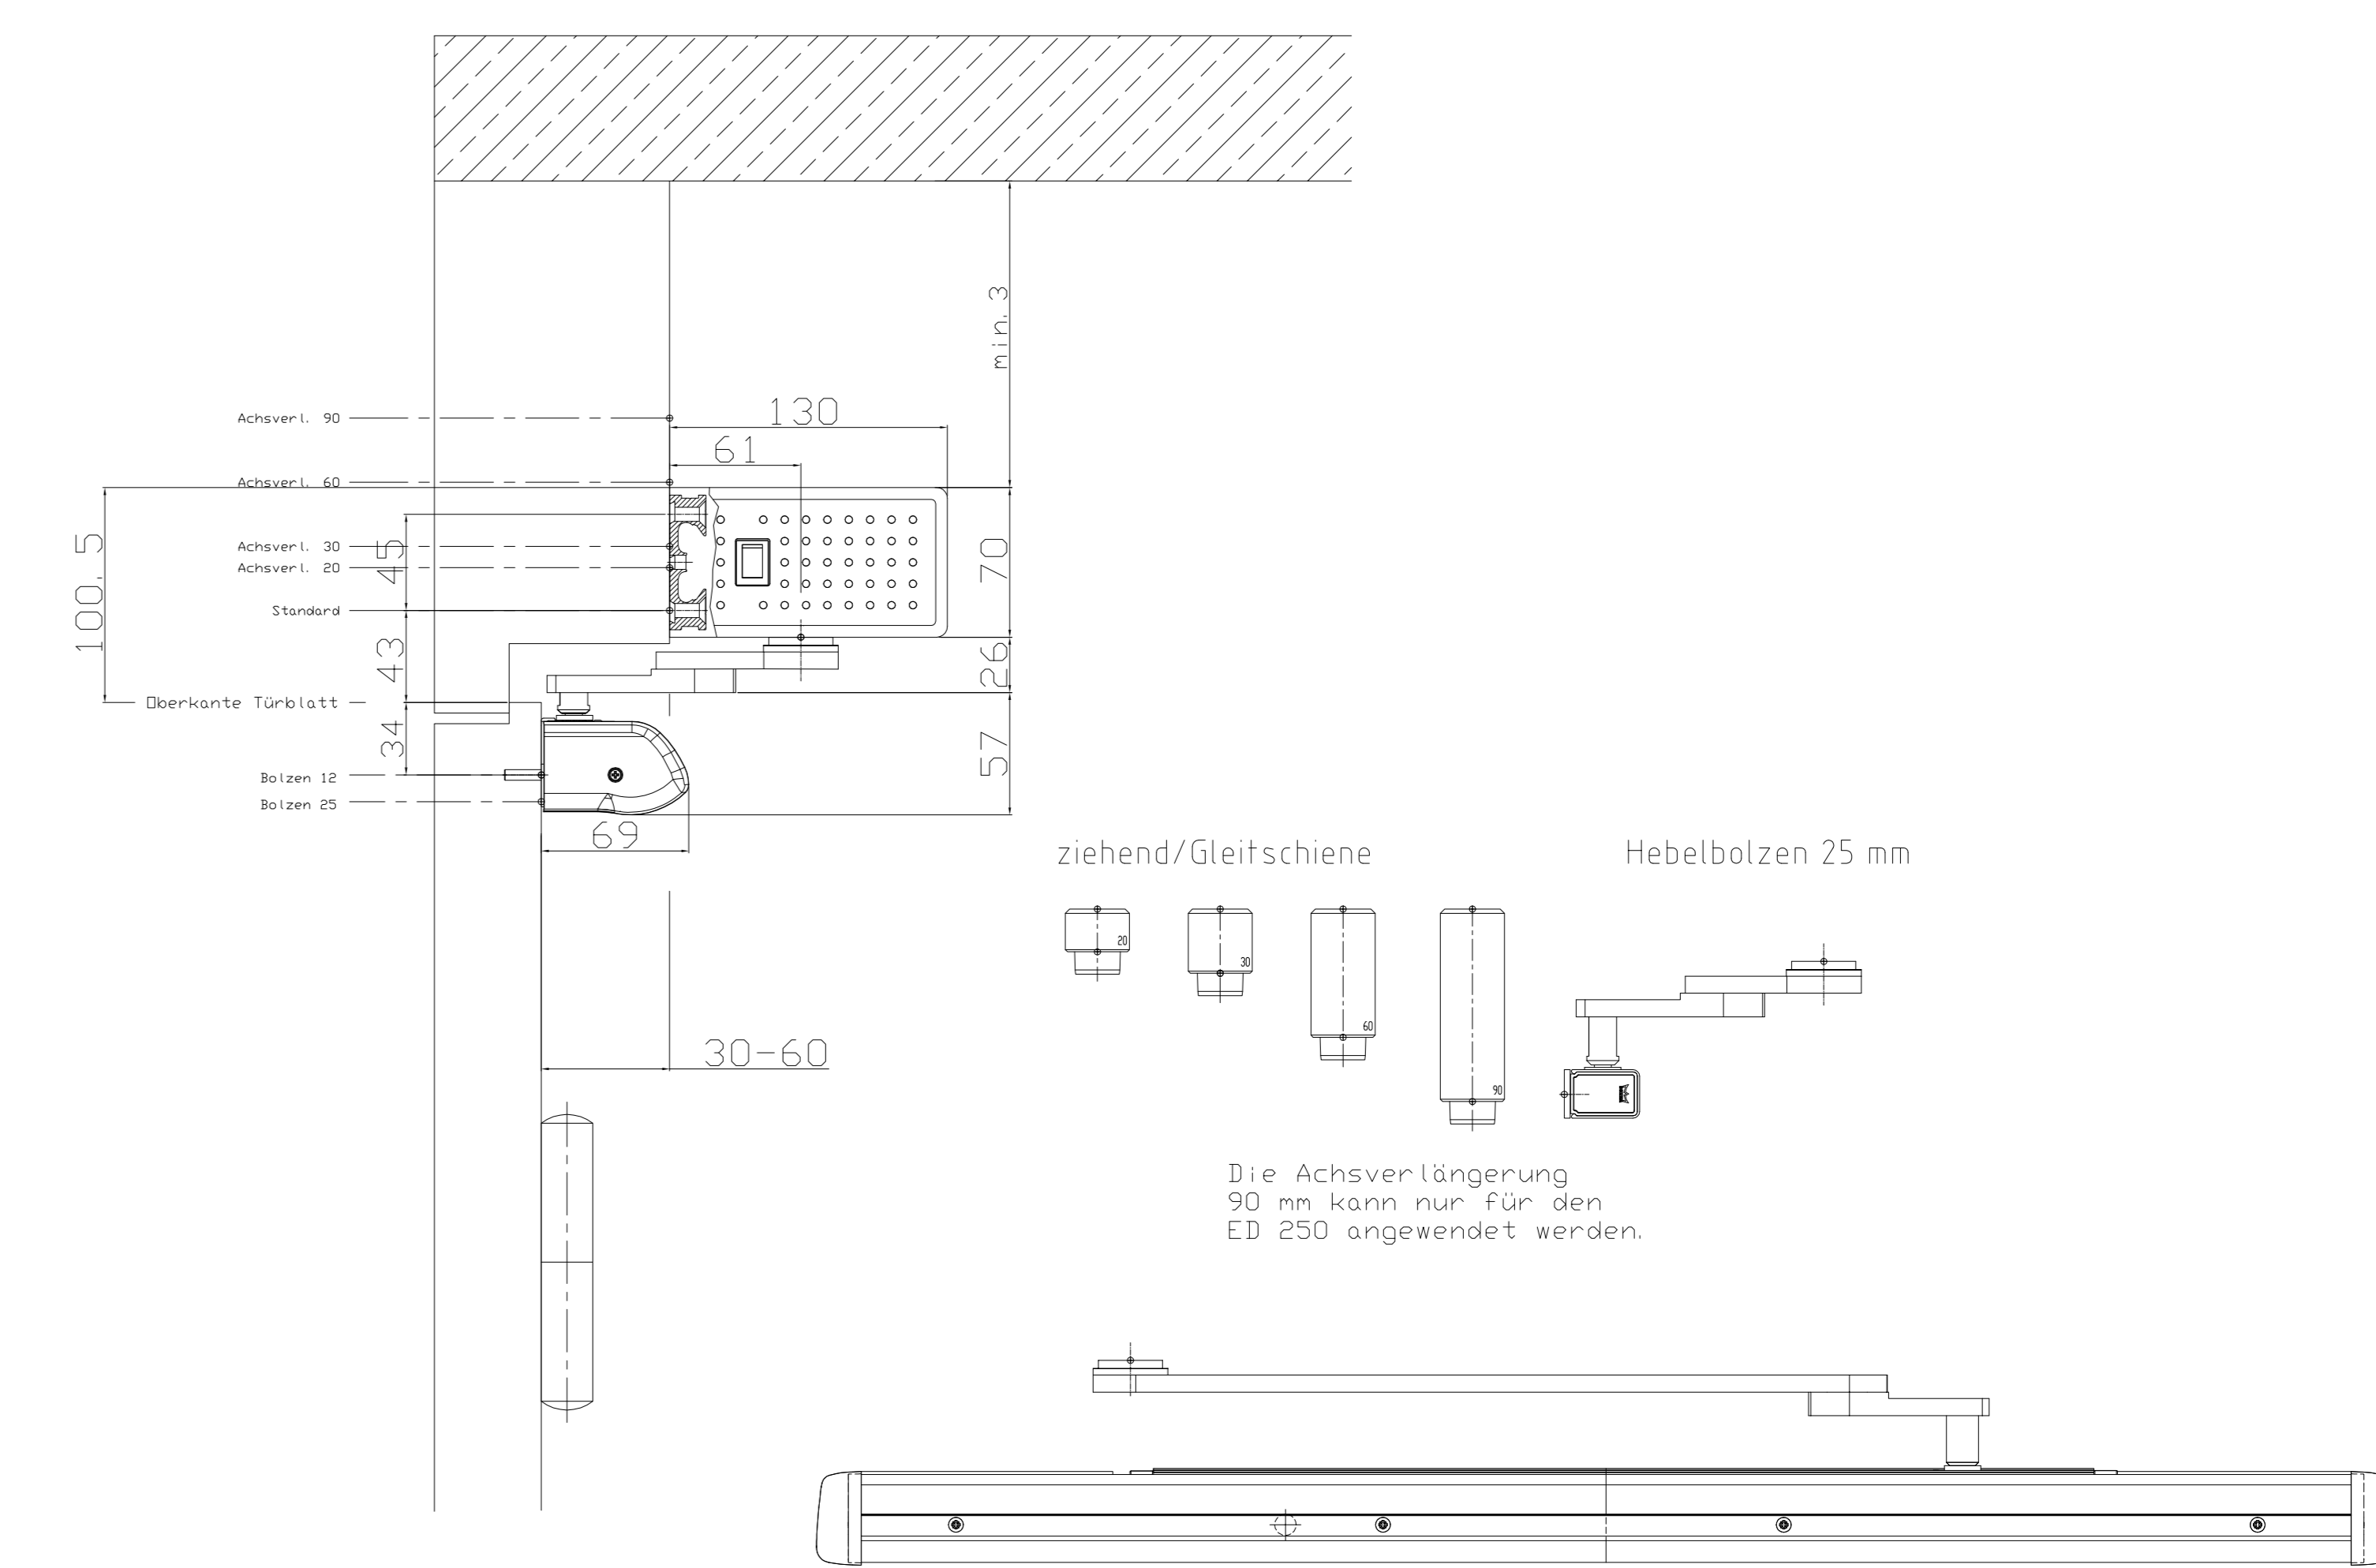 min. 3
Achsverl. 90
130
61
Achsverl. 60
100,5
45
Achsverl. 30
70
Achsverl. 20
Standard
43
26
Oberkante Türblatt
34
57
Bolzen 12
Bolzen 25
69
ziehend/Gleitschiene
Hebelbolzen 25 mm
20
30
60
90
30-60
Die Achsverlängerung
90 mm kann nur für den
ED 250 angewendet werden.